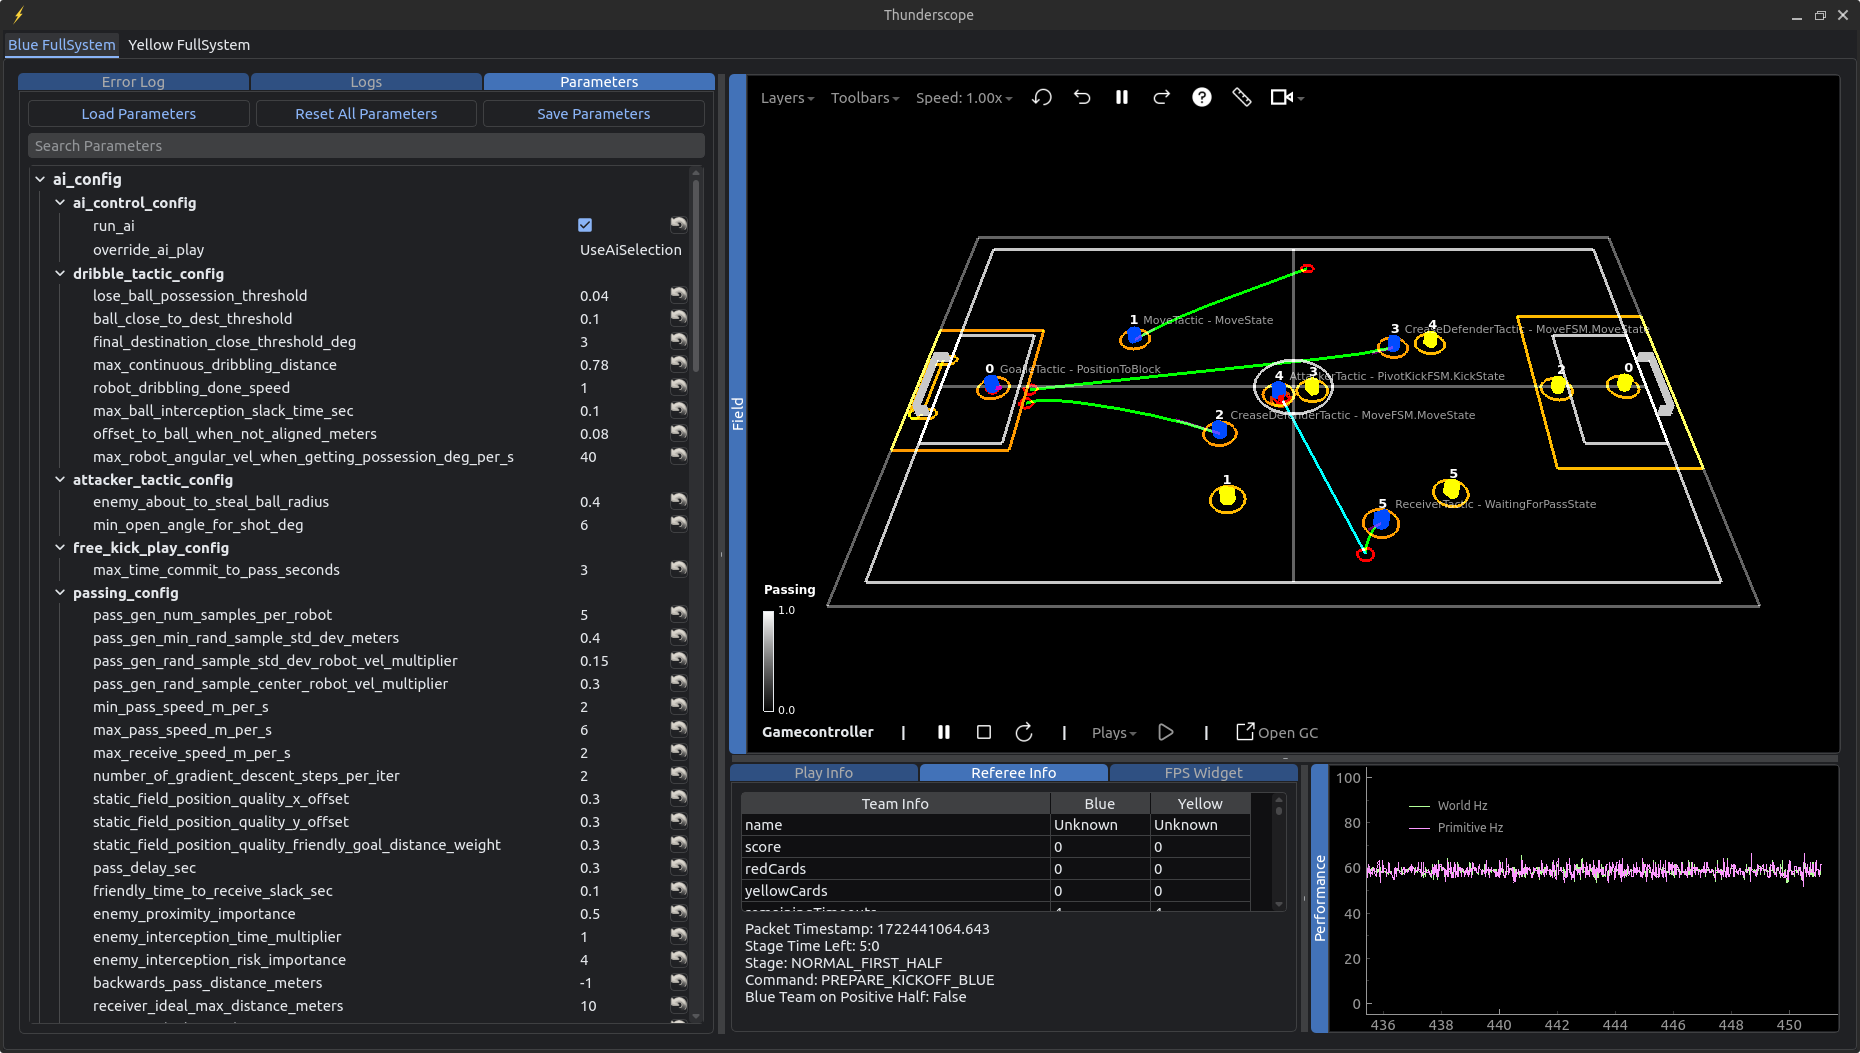 Thunderscope
Blue FullSystem Yellow FullSystem
Error Log Logs Parameters
Load Parameters Reset All Parameters Save Parameters
Search Parameters
ai_config
ai_control_config
run_ai
override_ai_play UseAiSelection
dribble_tactic_config
lose_ball_possession_threshold 0.04
ball_close_to_dest_threshold 0.1
final_destination_close_threshold_deg 3
max_continuous_dribbling_distance 0.78
robot_dribbling_done_speed 1
max_ball_interception_slack_time_sec 0.1
offset_to_ball_when_not_aligned_meters 0.08
max_robot_angular_vel_when_getting_possession_deg_per_s 40
attacker_tactic_config
enemy_about_to_steal_ball_radius 0.4
min_open_angle_for_shot_deg 6
free_kick_play_config
max_time_commit_to_pass_seconds 3
passing_config
pass_gen_num_samples_per_robot 5
pass_gen_min_rand_sample_std_dev_meters 0.4
pass_gen_rand_sample_std_dev_robot_vel_multiplier 0.15
pass_gen_rand_sample_center_robot_vel_multiplier 0.3
min_pass_speed_m_per_s 2
max_pass_speed_m_per_s 6
max_receive_speed_m_per_s 2
number_of_gradient_descent_steps_per_iter 2
static_field_position_quality_x_offset 0.3
static_field_position_quality_y_offset 0.3
static_field_position_quality_friendly_goal_distance_weight 0.3
pass_delay_sec 0.3
friendly_time_to_receive_slack_sec 0.1
enemy_proximity_importance 0.5
enemy_interception_time_multiplier 1
enemy_interception_risk_importance 4
backwards_pass_distance_meters -1
receiver_ideal_max_distance_meters 10
Field
Layers Toolbars Speed: 1.00x ?
1 MoveTactic - MoveState
3 CreaseDefenderTactic - MoveFSM.MoveState
4
0 GoalieTactic - PositionToBlock
4 AttackerTactic - PivotKickFSM.KickState
3
2
0
2 CreaseDefenderTactic - MoveFSM.MoveState
1
5
5 ReceiverTactic - WaitingForPassState
Passing
1.0
0.0
Gamecontroller | | Plays | Open GC
Play Info Referee Info FPS Widget
Team Info Blue Yellow
name Unknown Unknown
score 0 0
redCards 0 0
yellowCards 0 0
Packet Timestamp: 1722441064.643
Stage Time Left: 5:0
Stage: NORMAL_FIRST_HALF
Command: PREPARE_KICKOFF_BLUE
Blue Team on Positive Half: False
Performance
100
80
60
40
20
0
World Hz
Primitive Hz
436 438 440 442 444 446 448 450